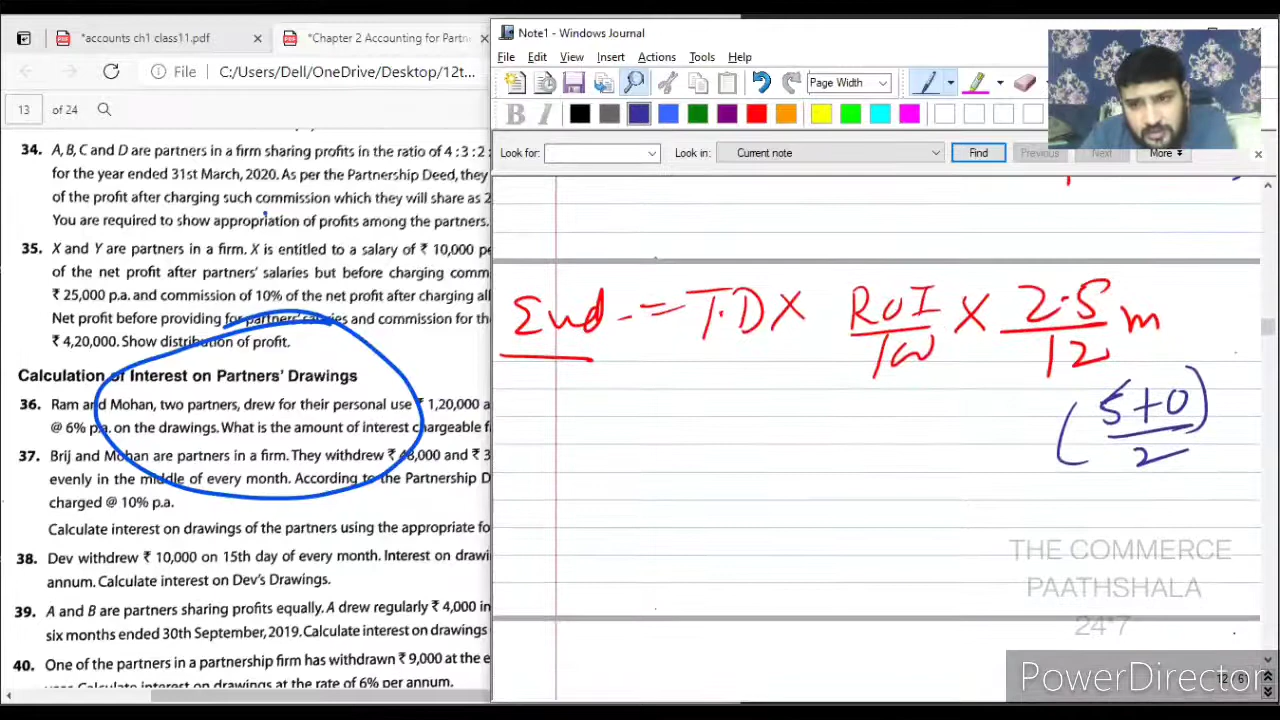 *accounts ch1 class11.pdf
*Chapter 2 Accounting for Partn
File
C:/Users/Dell/OneDrive/Desktop/12t...
13 of 24
34. A, B, C and D are partners in a firm sharing profits in the ratio of 4 : 3 : 2 :
for the year ended 31st March, 2020. As per the Partnership Deed, they
of the profit after charging such commission which they will share as 2
You are required to show appropriation of profits among the partners.
35. X and Y are partners in a firm. X is entitled to a salary of ₹ 10,000 pe
of the net profit after partners' salaries but before charging comm
₹ 25,000 p.a. and commission of 10% of the net profit after charging all
Net profit before providing for partners' salaries and commission for the
₹ 4,20,000. Show distribution of profit.
Calculation of Interest on Partners' Drawings
36. Ram and Mohan, two partners, drew for their personal use ₹ 1,20,000 a
@ 6% p.a. on the drawings. What is the amount of interest chargeable f
37. Brij and Mohan are partners in a firm. They withdrew ₹ 48,000 and ₹ 3
evenly in the middle of every month. According to the Partnership D
charged @ 10% p.a.
Calculate interest on drawings of the partners using the appropriate fo
38. Dev withdrew ₹ 10,000 on 15th day of every month. Interest on drawi
annum. Calculate interest on Dev's Drawings.
39. A and B are partners sharing profits equally. A drew regularly ₹ 4,000 in
six months ended 30th September, 2019. Calculate interest on drawings
40. One of the partners in a partnership firm has withdrawn ₹ 9,000 at the e
year. Calculate interest on drawings at the rate of 6% per annum.
Note1 - Windows Journal
File Edit View Insert Actions Tools Help
Page Width
B I
Look for: Look in: Current note Find Previous Next More
End = T.D X ROI/100 X 2.5/12 m
(5+0/2)
THE COMMERCE
PAATHSHALA
24*7
PowerDirector